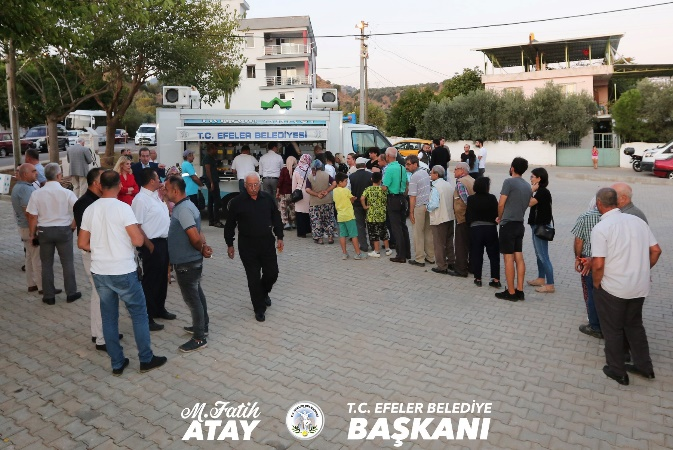 T.C. EFELER BELEDİYESİ
M. Fatih
ATAY
T.C. EFELER BELEDİYE
BAŞKANI